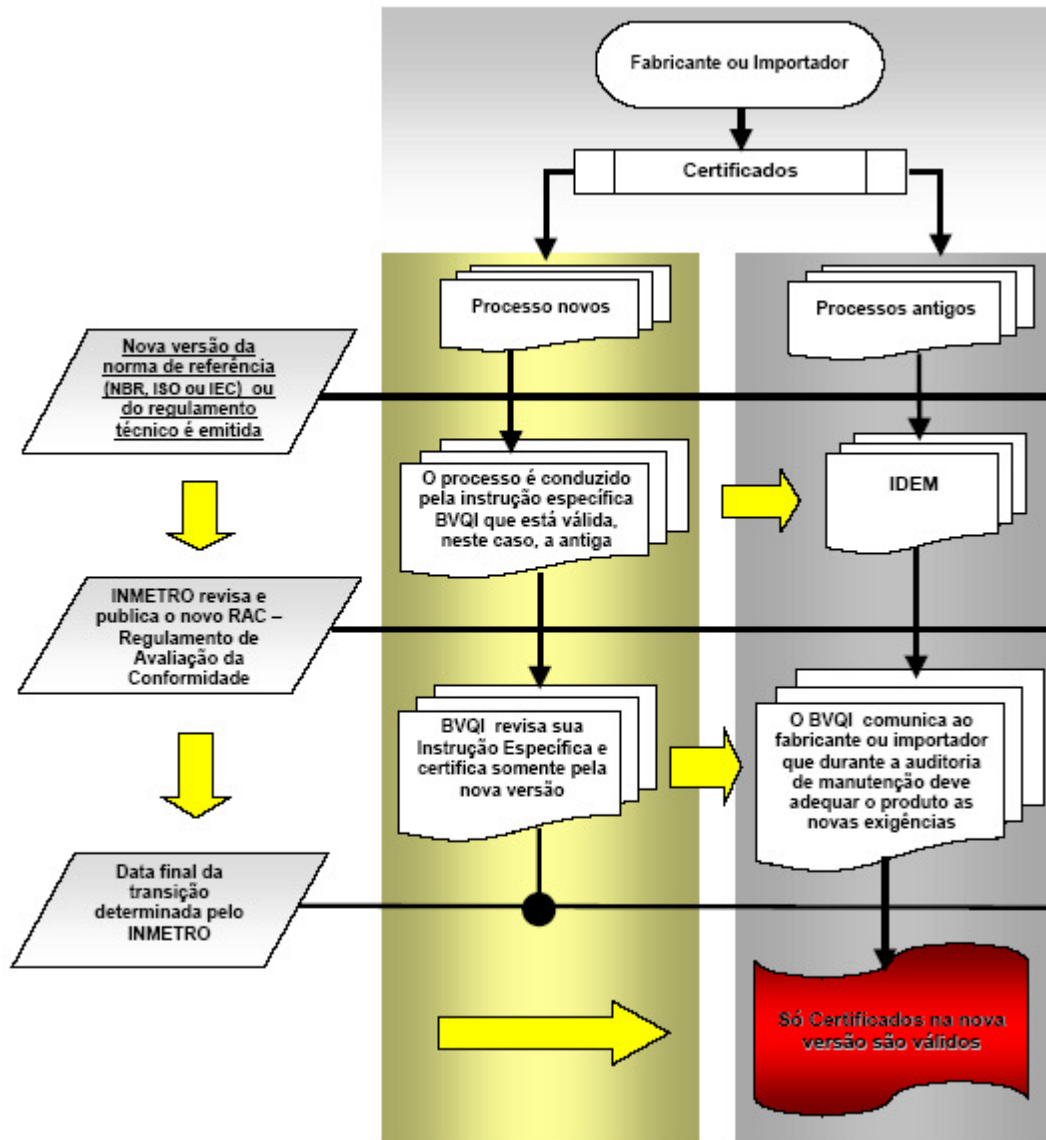 Fabricante ou Importador
Certificados
Processo novos
Processos antigos
Nova versão da
norma de referência
(NBR, ISO ou IEC) ou
do regulamento
técnico é emitida
O processo é conduzido
pela instrução específica
BVQI que está válida,
neste caso, a antiga
IDEM
INMETRO revisa e
publica o novo RAC –
Regulamento de
Avaliação da
Conformidade
BVQI revisa sua
Instrução Específica e
certifica somente pela
nova versão
O BVQI comunica ao
fabricante ou importador
que durante a auditoria
de manutenção deve
adequar o produto as
novas exigências
Data final da
transição
determinada pelo
INMETRO
Só Certificados na nova
versão são válidos